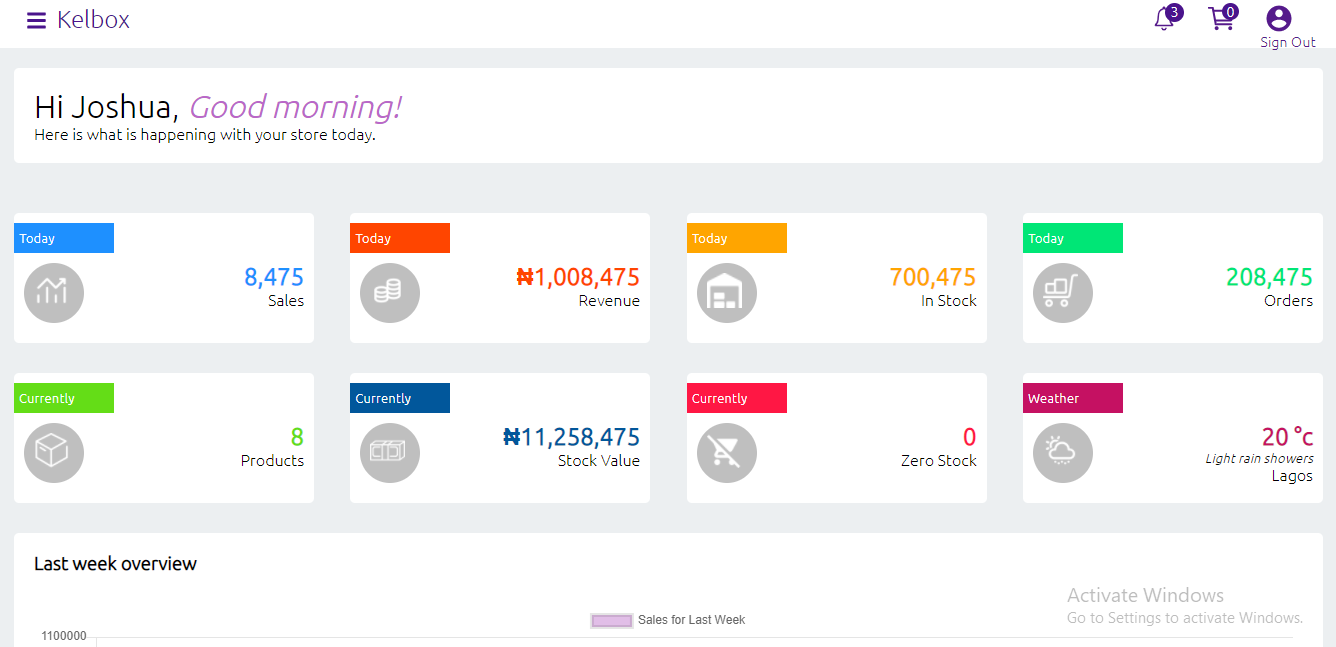 Kelbox
3
0
Sign Out
Hi Joshua, Good morning!
Here is what is happening with your store today.
Today
8,475
Sales
Today
₦1,008,475
Revenue
Today
700,475
In Stock
Today
208,475
Orders
Currently
8
Products
Currently
₦11,258,475
Stock Value
Currently
0
Zero Stock
Weather
20 °c
Light rain showers
Lagos
Last week overview
Sales for Last Week
1100000
Activate Windows
Go to Settings to activate Windows.